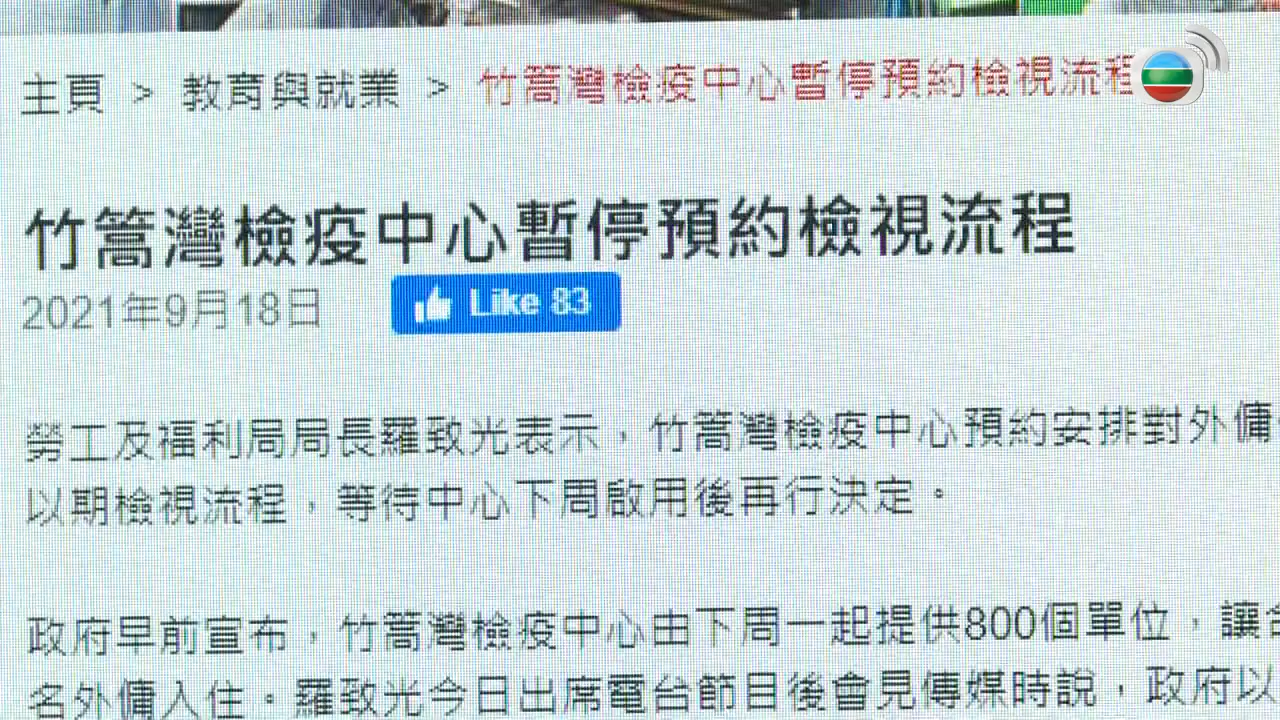 主頁 > 教育與就業 > 竹篙灣檢疫中心暫停預約檢視流程
竹篙灣檢疫中心暫停預約檢視流程
2021年9月18日 Like 83
勞工及福利局局長羅致光表示，竹篙灣檢疫中心預約安排對外傭
以期檢視流程，等待中心下周啟用後再行決定。
政府早前宣布，竹篙灣檢疫中心由下周一起提供800個單位，讓
名外傭入住。羅致光今日出席電台節目後會見傳媒時說，政府以